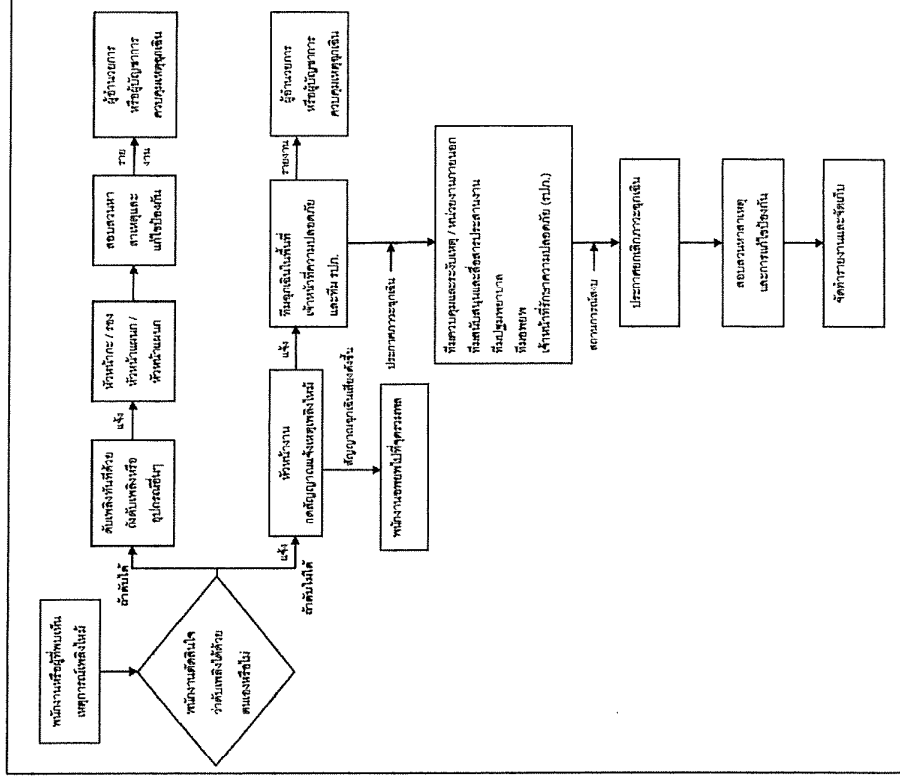 พนักงานหรือผู้ที่พบเห็น
เหตุการณ์เพลิงไหม้
พนักงานตัดสินใจ
ว่าดับเพลิงได้ด้วย
ตนเองหรือไม่
ถ้าดับได้
ดับเพลิงทันทีด้วย
ถังดับเพลิงหรือ
อุปกรณ์อื่นๆ
แจ้ง
หัวหน้ากะ / รอง
หัวหน้าแผนก /
หัวหน้าแผนก
สอบสวนหา
สาเหตุและ
แก้ไขป้องกัน
ราย
งาน
ผู้อำนวยการ
หรือผู้บัญชาการ
ควบคุมเหตุฉุกเฉิน
ถ้าดับไม่ได้
แจ้ง
หัวหน้างาน
กดสัญญาณแจ้งเหตุเพลิงไหม้
สัญญาณฉุกเฉินเสียงดังขึ้น
พนักงานอพยพไปที่จุดรวมพล
แจ้ง
ทีมฉุกเฉินในพื้นที่
เจ้าหน้าที่ความปลอดภัย
และทีม รปภ.
รายงาน
ผู้อำนวยการ
หรือผู้บัญชาการ
ควบคุมเหตุฉุกเฉิน
ประกาศภาวะฉุกเฉิน
ทีมควบคุมและระงับเหตุ / หน่วยงานภายนอก
ทีมสนับสนุนและสื่อสารประสานงาน
ทีมปฐมพยาบาล
ทีมอพยพ
เจ้าหน้าที่รักษาความปลอดภัย (รปภ.)
สถานการณ์สงบ
ประกาศยกเลิกภาวะฉุกเฉิน
สอบสวนหาสาเหตุ
และการแก้ไขป้องกัน
จัดทำรายงานและจัดเก็บ